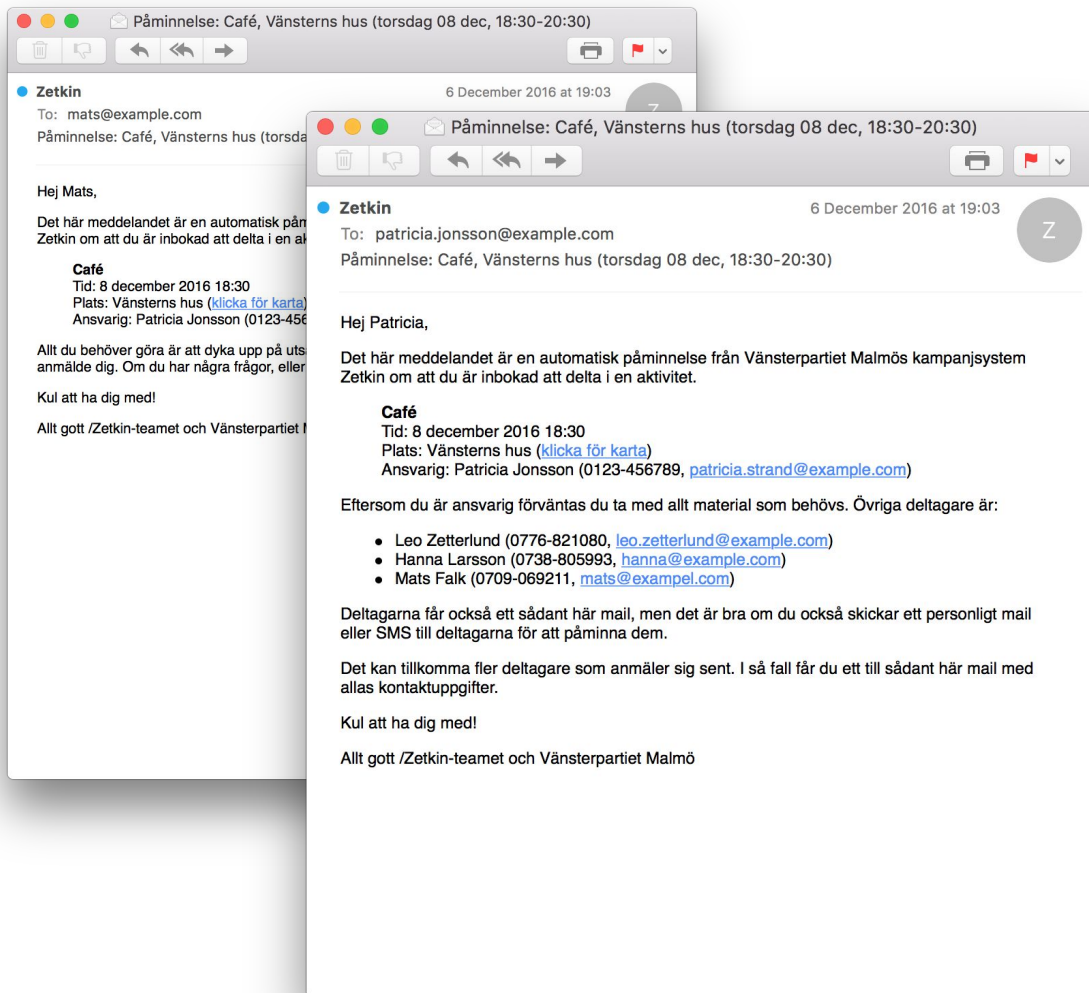 Påminnelse: Café, Vänsterns hus (torsdag 08 dec, 18:30-20:30)
Zetkin
6 December 2016 at 19:03
To: mats@example.com
Påminnelse: Café, Vänsterns hus (torsda
Hej Mats,
Det här meddelandet är en automatisk påm
Zetkin om att du är inbokad att delta i en ak
Café
Tid: 8 december 2016 18:30
Plats: Vänsterns hus (klicka för karta)
Ansvarig: Patricia Jonsson (0123-456
Allt du behöver göra är att dyka upp på uts
anmälde dig. Om du har några frågor, eller
Kul att ha dig med!
Allt gott /Zetkin-teamet och Vänsterpartiet
Påminnelse: Café, Vänsterns hus (torsdag 08 dec, 18:30-20:30)
Zetkin
6 December 2016 at 19:03
Z
To: patricia.jonsson@example.com
Påminnelse: Café, Vänsterns hus (torsdag 08 dec, 18:30-20:30)
Hej Patricia,
Det här meddelandet är en automatisk påminnelse från Vänsterpartiet Malmös kampanjsystem
Zetkin om att du är inbokad att delta i en aktivitet.
Café
Tid: 8 december 2016 18:30
Plats: Vänsterns hus (klicka för karta)
Ansvarig: Patricia Jonsson (0123-456789, patricia.strand@example.com)
Eftersom du är ansvarig förväntas du ta med allt material som behövs. Övriga deltagare är:
• Leo Zetterlund (0776-821080, leo.zetterlund@example.com)
• Hanna Larsson (0738-805993, hanna@example.com)
• Mats Falk (0709-069211, mats@exampel.com)
Deltagarna får också ett sådant här mail, men det är bra om du också skickar ett personligt mail
eller SMS till deltagarna för att påminna dem.
Det kan tillkomma fler deltagare som anmäler sig sent. I så fall får du ett till sådant här mail med
allas kontaktuppgifter.
Kul att ha dig med!
Allt gott /Zetkin-teamet och Vänsterpartiet Malmö